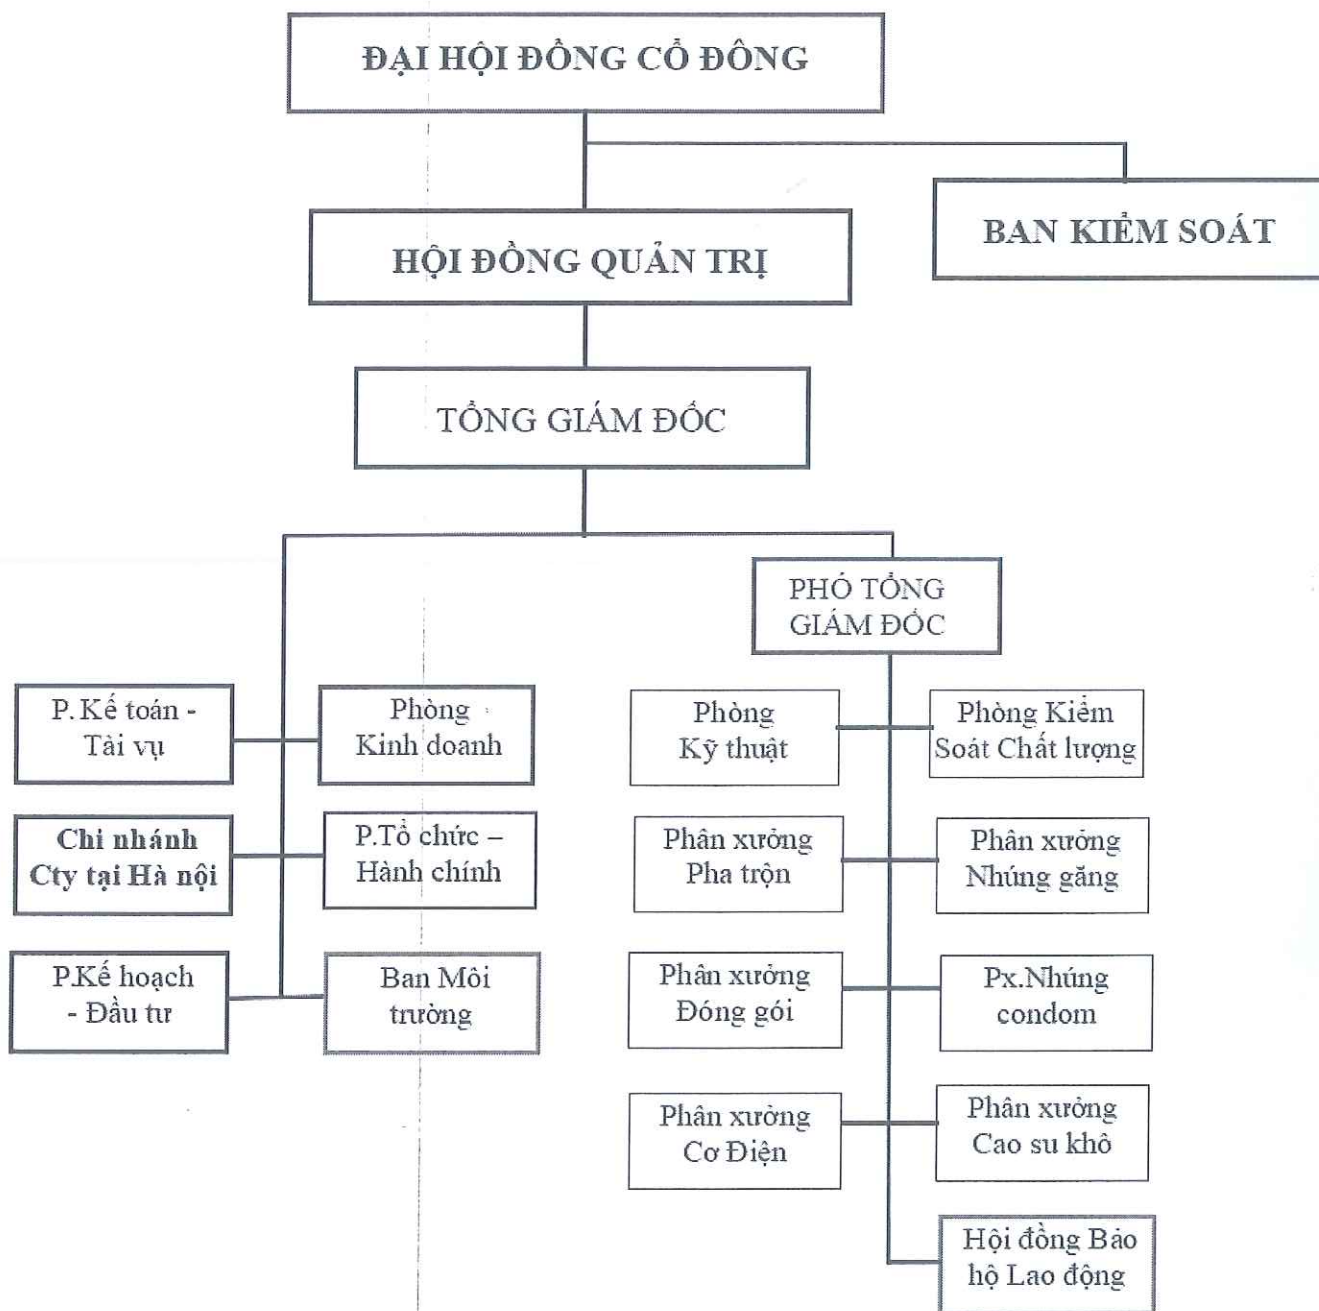 ĐẠI HỘI ĐỒNG CỔ ĐÔNG
BAN KIỂM SOÁT
HỘI ĐỒNG QUẢN TRỊ
TỔNG GIÁM ĐỐC
PHÓ TỔNG
GIÁM ĐỐC
P. Kế toán -
Tài vụ
Phòng
Kinh doanh
Phòng
Kỹ thuật
Phòng Kiểm
Soát Chất lượng
Chi nhánh
Cty tại Hà nội
P.Tổ chức –
Hành chính
Phân xưởng
Pha trộn
Phân xưởng
Nhúng găng
P.Kế hoạch
- Đầu tư
Ban Môi
trường
Phân xưởng
Đóng gói
Px.Nhúng
condom
Phân xưởng
Cơ Điện
Phân xưởng
Cao su khô
Hội đồng Bảo
hộ Lao động